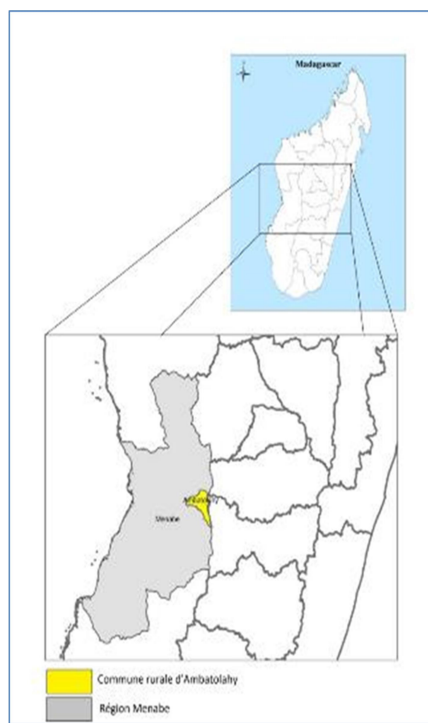 Madagascar
Ambatolahy
Menabe
Commune rurale d'Ambatolahy
Région Menabe